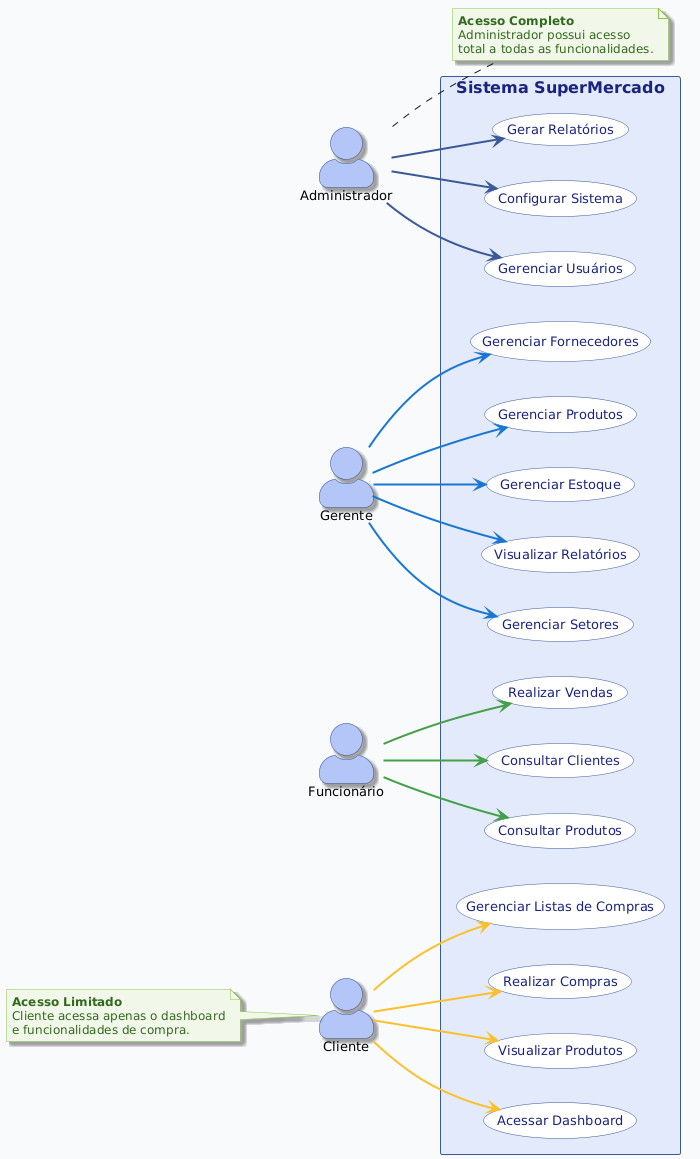 Acesso Completo
Administrador possui acesso
total a todas as funcionalidades.
Sistema SuperMercado
Gerar Relatórios
Configurar Sistema
Administrador
Gerenciar Usuários
Gerenciar Fornecedores
Gerenciar Produtos
Gerenciar Estoque
Gerente
Visualizar Relatórios
Gerenciar Setores
Realizar Vendas
Consultar Clientes
Funcionário
Consultar Produtos
Gerenciar Listas de Compras
Realizar Compras
Acesso Limitado
Cliente acessa apenas o dashboard
e funcionalidades de compra.
Cliente
Visualizar Produtos
Acessar Dashboard